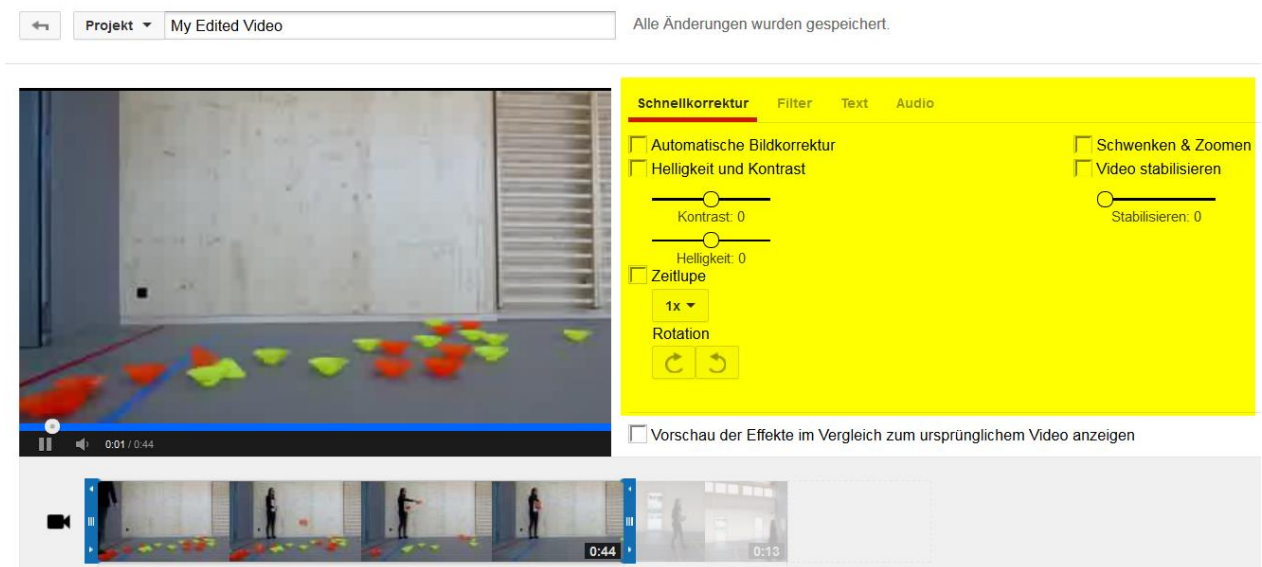 Projekt My Edited Video Alle Änderungen wurden gespeichert.
Schnellkorrektur Filter Text Audio
Automatische Bildkorrektur
Schwenken & Zoomen
Helligkeit und Kontrast
Video stabilisieren
Kontrast: 0
Stabilisieren: 0
Helligkeit: 0
Zeitlupe
1x
Rotation
Vorschau der Effekte im Vergleich zum ursprünglichem Video anzeigen
0:01 / 0:44
0:44
0:13